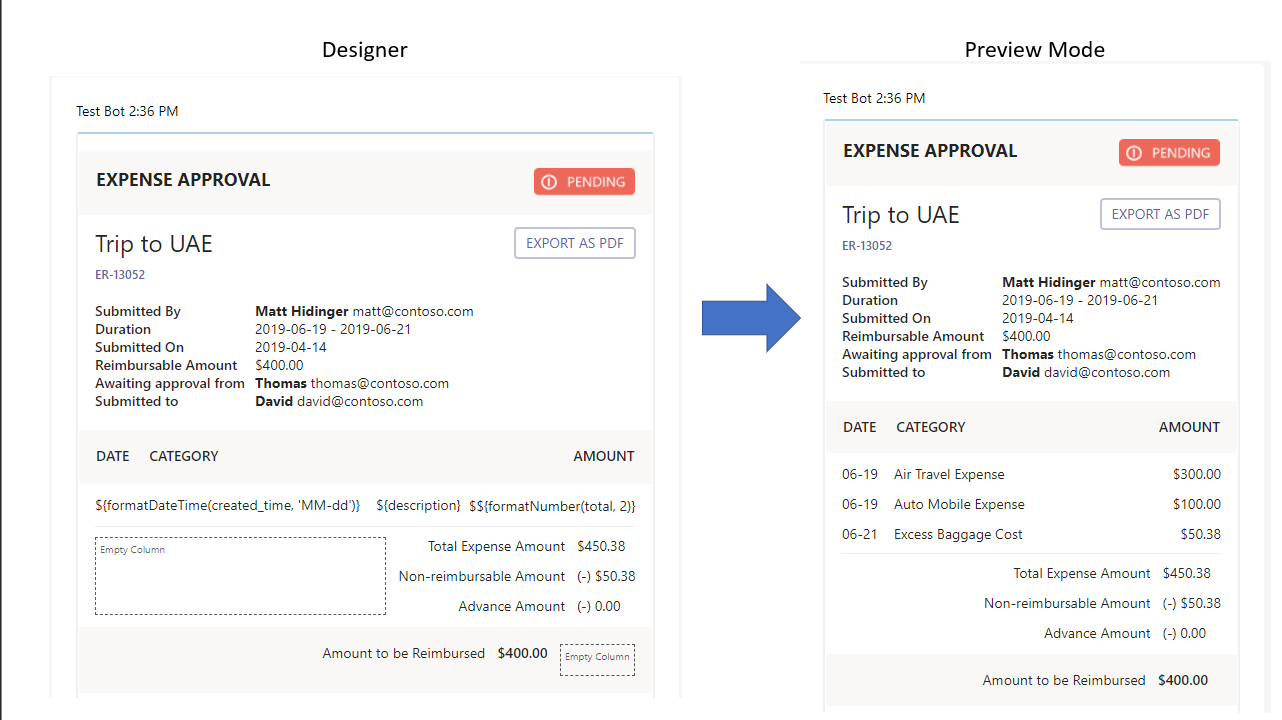 Designer
Test Bot 2:36 PM
EXPENSE APPROVAL
PENDING
Trip to UAE
EXPORT AS PDF
ER-13052
Submitted By Matt Hidinger matt@contoso.com
Duration 2019-06-19 - 2019-06-21
Submitted On 2019-04-14
Reimbursable Amount $400.00
Awaiting approval from Thomas thomas@contoso.com
Submitted to David david@contoso.com
DATE CATEGORY AMOUNT
${formatDateTime(created_time, 'MM-dd')} ${description} $${formatNumber(total, 2)}
Empty Column
Total Expense Amount $450.38
Non-reimbursable Amount (-) $50.38
Advance Amount (-) 0.00
Amount to be Reimbursed $400.00
Empty Column
Preview Mode
Test Bot 2:36 PM
EXPENSE APPROVAL
PENDING
Trip to UAE
EXPORT AS PDF
ER-13052
Submitted By Matt Hidinger matt@contoso.com
Duration 2019-06-19 - 2019-06-21
Submitted On 2019-04-14
Reimbursable Amount $400.00
Awaiting approval from Thomas thomas@contoso.com
Submitted to David david@contoso.com
DATE CATEGORY AMOUNT
06-19 Air Travel Expense $300.00
06-19 Auto Mobile Expense $100.00
06-21 Excess Baggage Cost $50.38
Total Expense Amount $450.38
Non-reimbursable Amount (-) $50.38
Advance Amount (-) 0.00
Amount to be Reimbursed $400.00